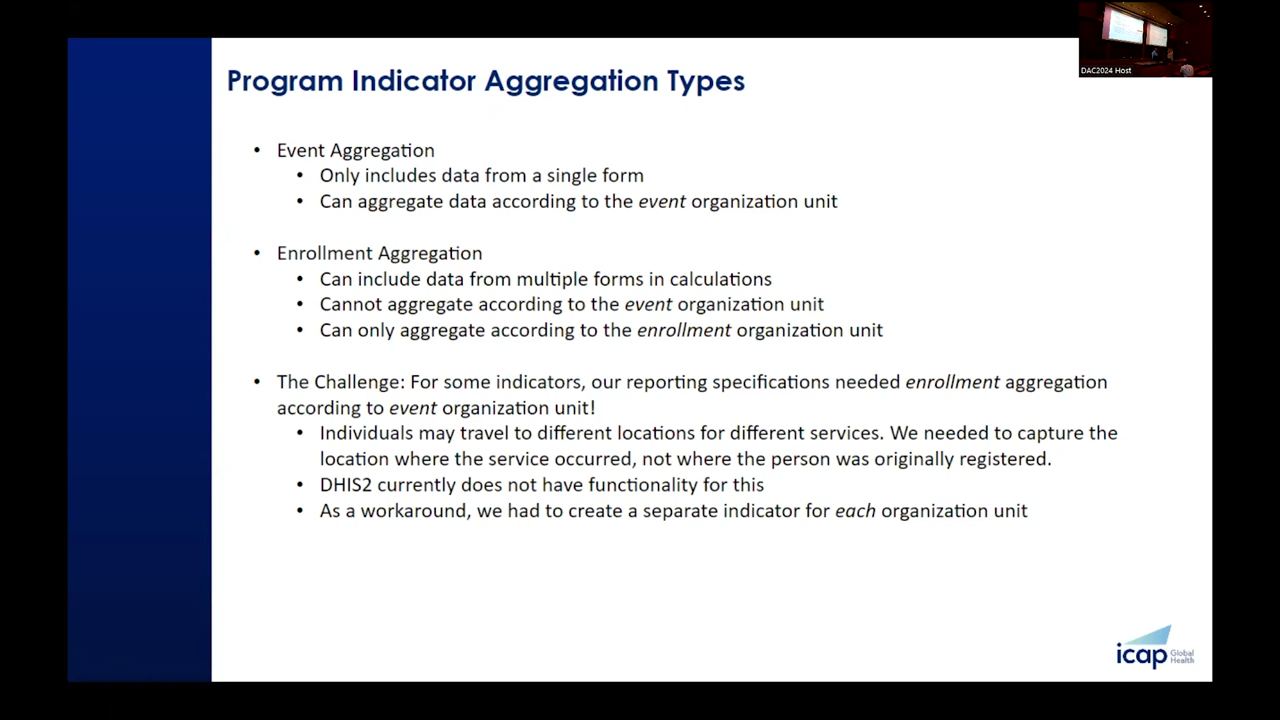 DAC2024 Host
Program Indicator Aggregation Types
• Event Aggregation
• Only includes data from a single form
• Can aggregate data according to the event organization unit
• Enrollment Aggregation
• Can include data from multiple forms in calculations
• Cannot aggregate according to the event organization unit
• Can only aggregate according to the enrollment organization unit
• The Challenge: For some indicators, our reporting specifications needed enrollment aggregation
according to event organization unit!
• Individuals may travel to different locations for different services. We needed to capture the
location where the service occurred, not where the person was originally registered.
• DHIS2 currently does not have functionality for this
• As a workaround, we had to create a separate indicator for each organization unit
icap Global
Health